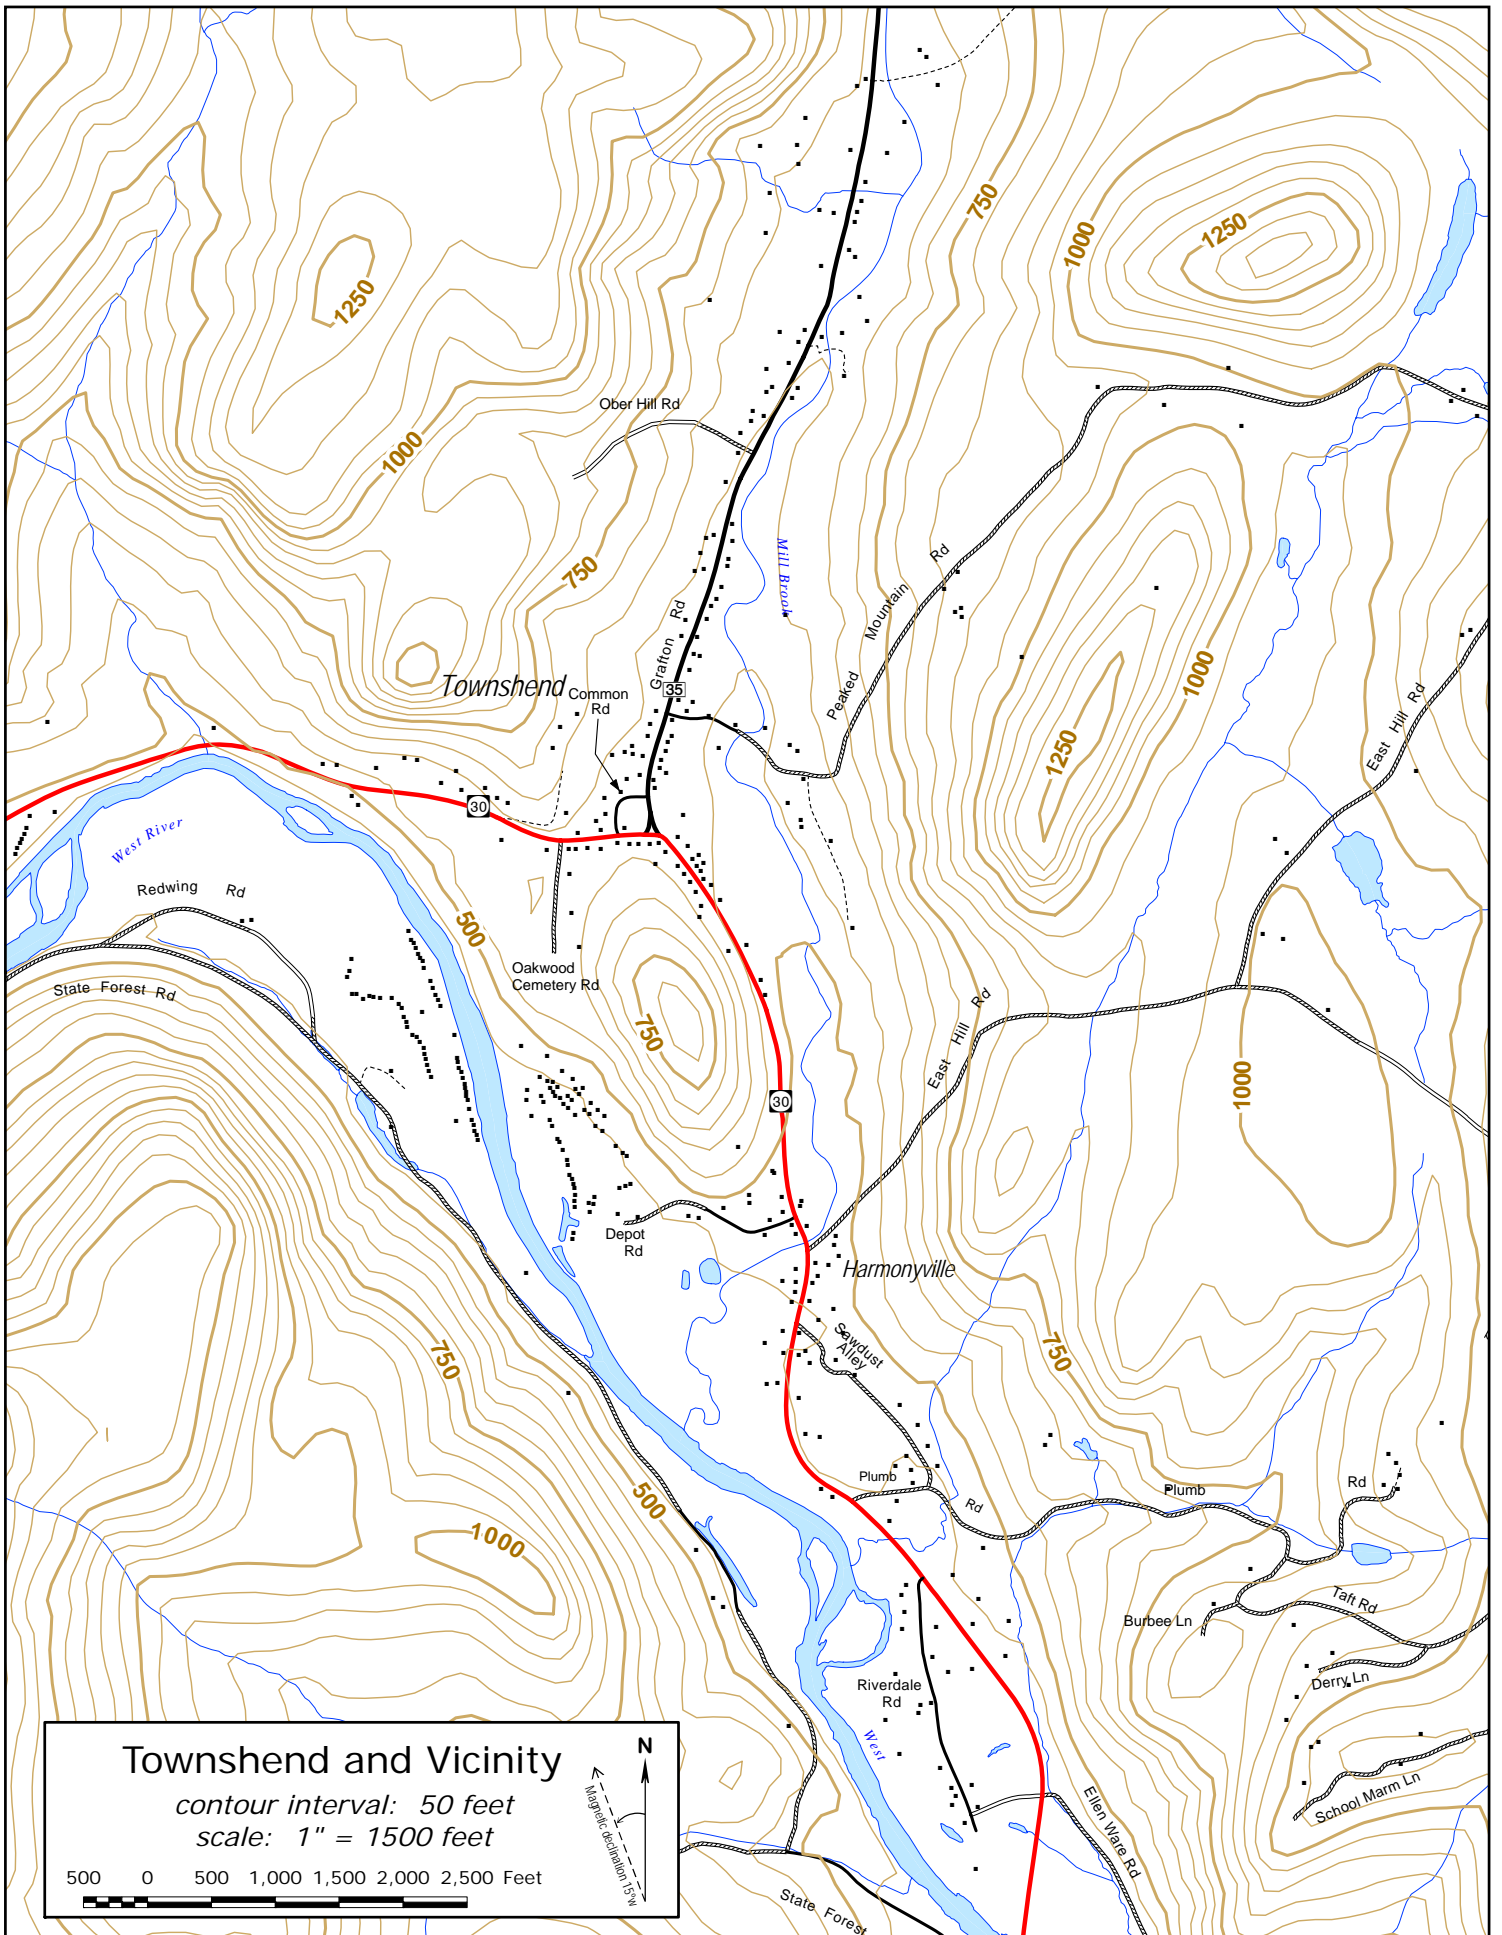 750
1000
1250
1250
Ober Hill Rd
1000
750
Mill Brook
Mountain Rd
Peaked
Grafton Rd
35
Townshend
Common
Rd
1000
1250
East Hill Rd
30
West River
Redwing Rd
500
State Forest Rd
Oakwood
Cemetery Rd
750
East Hill Rd
30
1000
Depot
Rd
Harmonyville
Sawdust
Alley
750
750
Plumb
Rd
Plumb
Rd
500
1000
Burbee Ln
Taft Rd
Derry Ln
Riverdale
Rd
West
School Marm Ln
Ellen Ware Rd
State Forest
Townshend and Vicinity
contour interval: 50 feet
scale: 1" = 1500 feet
500 0 500 1,000 1,500 2,000 2,500 Feet
N
Magnetic declination 15°W